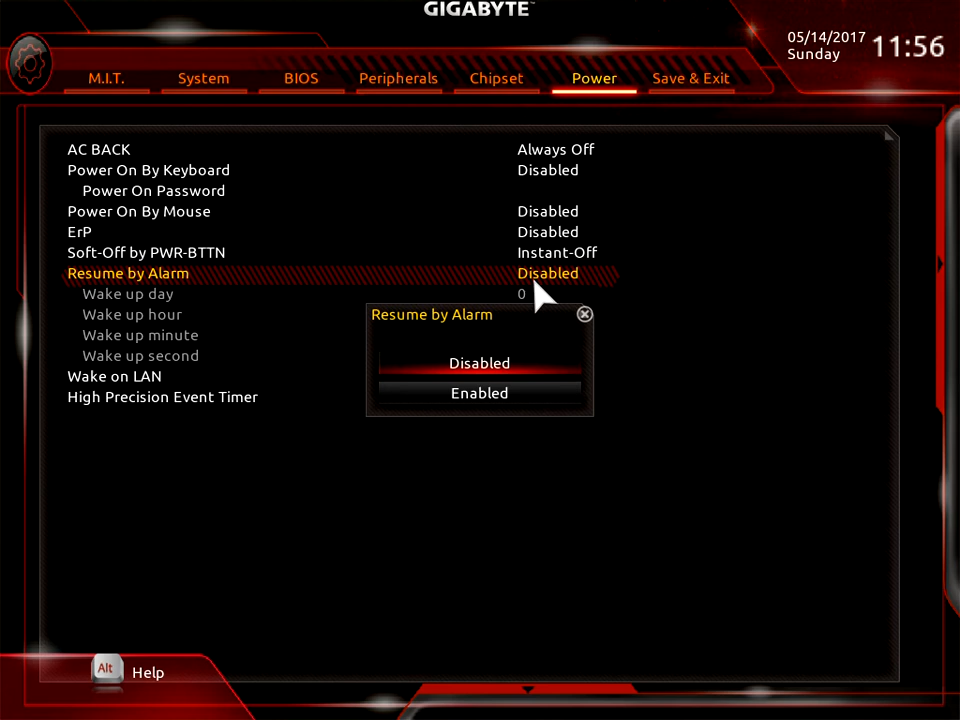 GIGABYTE™
05/14/2017
Sunday
11:56
M.I.T. System BIOS Peripherals Chipset Power Save & Exit
AC BACK Always Off
Power On By Keyboard Disabled
Power On Password
Power On By Mouse Disabled
ErP Disabled
Soft-Off by PWR-BTTN Instant-Off
Resume by Alarm Disabled
Wake up day 0
Wake up hour
Wake up minute
Wake up second
Wake on LAN
High Precision Event Timer
Resume by Alarm
Disabled
Enabled
Alt Help